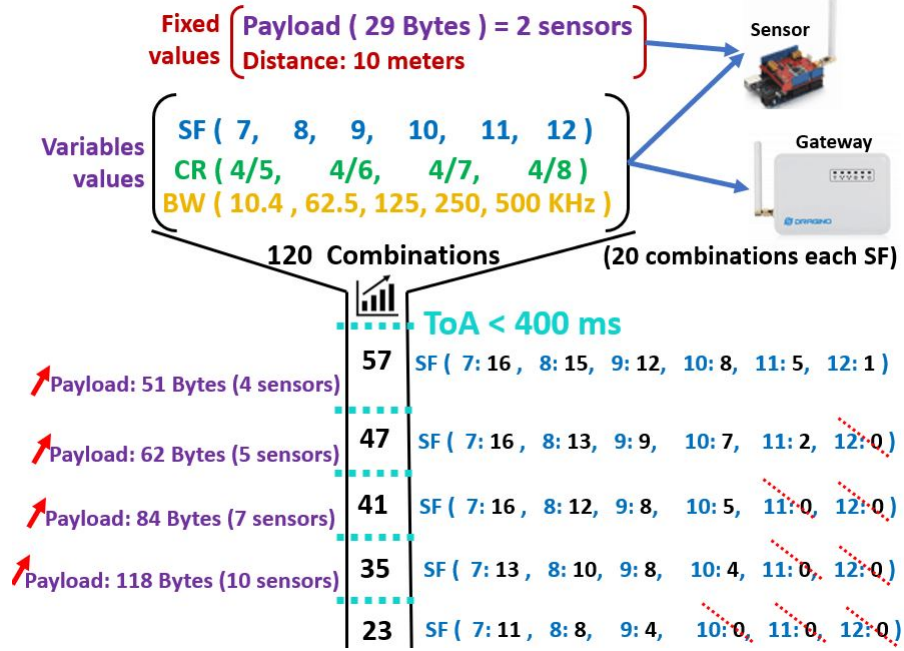 Fixed values
Payload ( 29 Bytes ) = 2 sensors
Distance: 10 meters
Sensor
Variables values
SF ( 7, 8, 9, 10, 11, 12 )
CR ( 4/5, 4/6, 4/7, 4/8 )
BW ( 10.4 , 62.5, 125, 250, 500 KHz )
Gateway
DRAGINO
120 Combinations
(20 combinations each SF)
ToA < 400 ms
57
SF ( 7: 16 , 8: 15, 9: 12, 10: 8, 11: 5, 12: 1 )
Payload: 51 Bytes (4 sensors)
47
SF ( 7: 16, 8: 13, 9: 9, 10: 7, 11: 2, 12: 0 )
Payload: 62 Bytes (5 sensors)
41
SF ( 7: 16, 8: 12, 9: 8, 10: 5, 11: 0, 12: 0 )
Payload: 84 Bytes (7 sensors)
35
SF ( 7: 13 , 8: 10, 9: 8, 10: 4, 11: 0, 12: 0 )
Payload: 118 Bytes (10 sensors)
23
SF ( 7: 11 , 8: 8, 9: 4, 10: 0, 11: 0, 12: 0 )